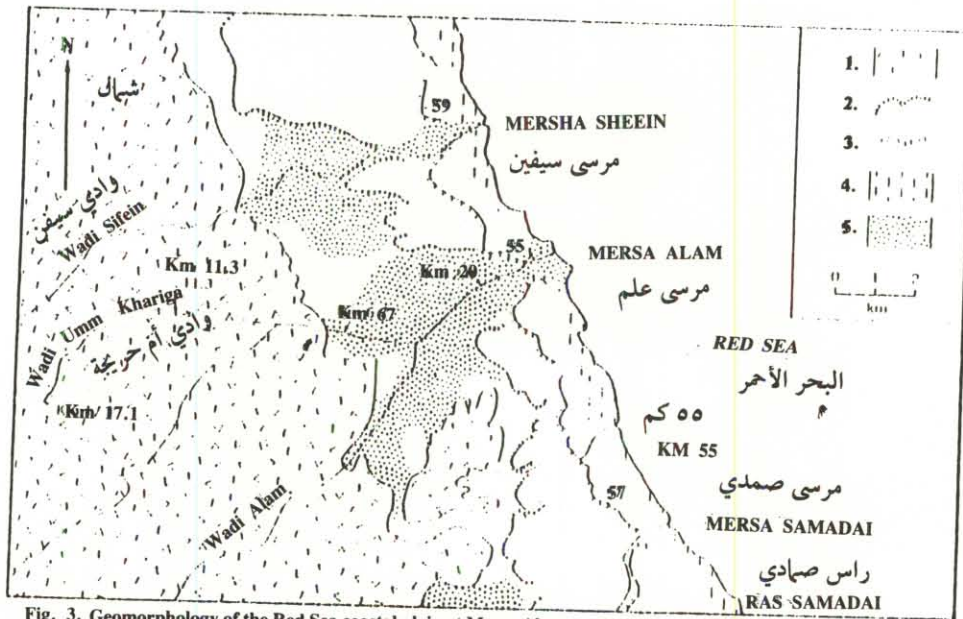 N
شمال
59
MERSHA SHEEIN
مرسى سيفين
وادي سيفن
Wadi Sifein
55
MERSA ALAM
مرسى علم
Km 11.3
Km 20
Wadi Umm Khariga
وادي أم خريجة
Km 67
RED SEA
البحر الأحمر
Km 17.1
٥٥ كم
KM 55
57
مرسى صمدي
MERSA SAMADAI
Wadi Alam
راس صمادي
RAS SAMADAI
1.
2.
3.
4.
5.
0 1 2
km
Fig. 3. Geomorphology of the Red Sea coastal plain at